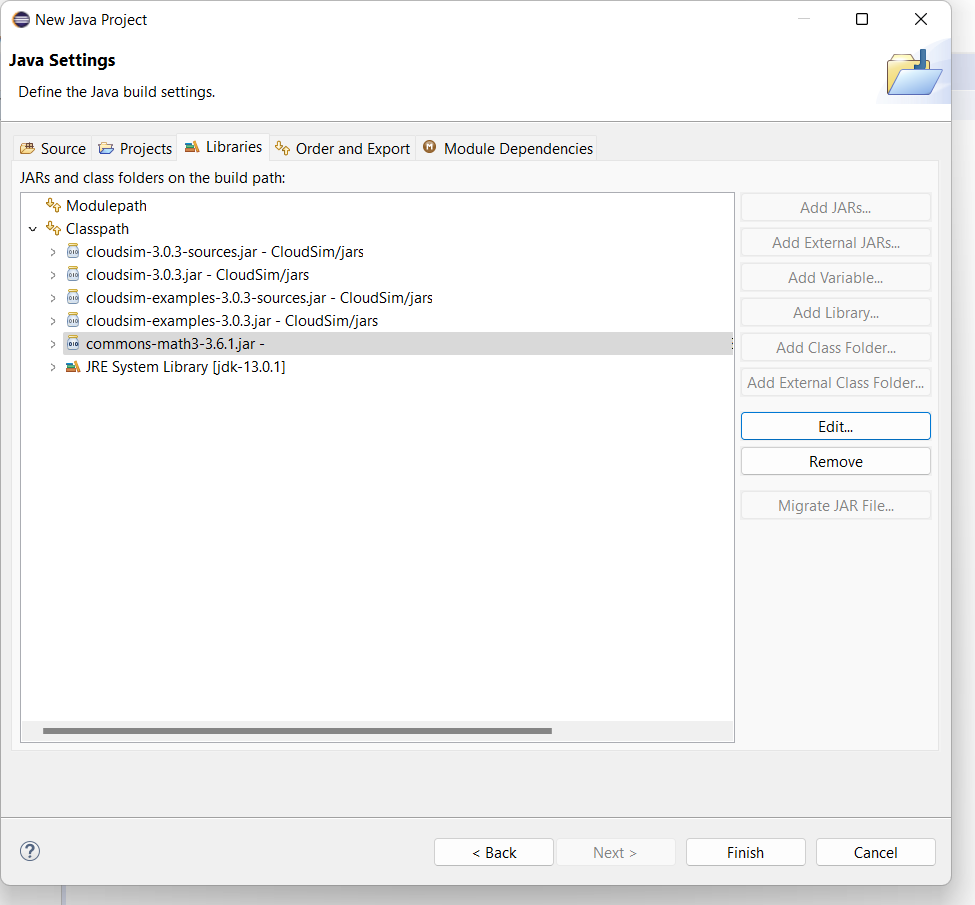 New Java Project
Java Settings
Define the Java build settings.
Source Projects Libraries Order and Export Module Dependencies
JARs and class folders on the build path:
Modulepath
Classpath
cloudsim-3.0.3-sources.jar - CloudSim/jars
cloudsim-3.0.3.jar - CloudSim/jars
cloudsim-examples-3.0.3-sources.jar - CloudSim/jars
cloudsim-examples-3.0.3.jar - CloudSim/jars
commons-math3-3.6.1.jar -
JRE System Library [jdk-13.0.1]
Add JARs...
Add External JARs...
Add Variable...
Add Library...
Add Class Folder...
Add External Class Folder...
Edit...
Remove
Migrate JAR File...
< Back Next > Finish Cancel